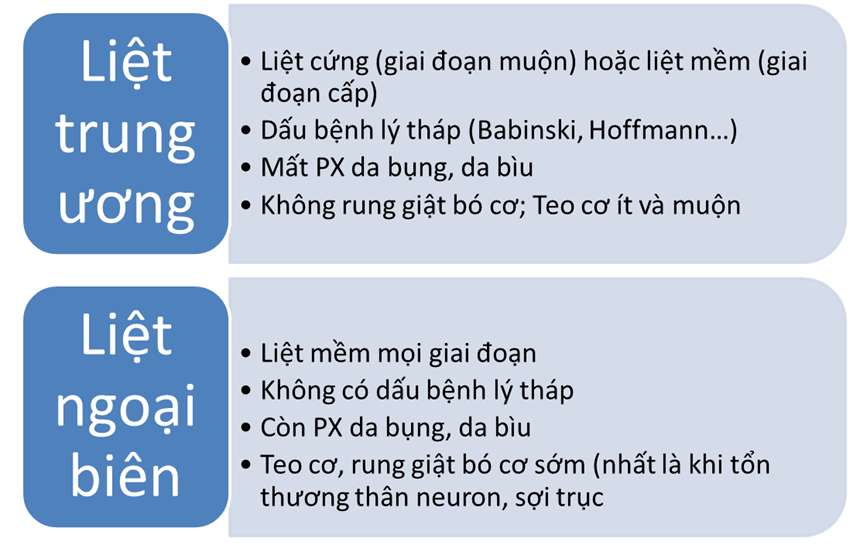 Liệt
trung
ương
• Liệt cứng (giai đoạn muộn) hoặc liệt mềm (giai
đoạn cấp)
• Dấu bệnh lý tháp (Babinski, Hoffmann...)
• Mất PX da bụng, da bìu
• Không rung giật bó cơ; Teo cơ ít và muộn
Liệt
ngoại
biên
• Liệt mềm mọi giai đoạn
• Không có dấu bệnh lý tháp
• Còn PX da bụng, da bìu
• Teo cơ, rung giật bó cơ sớm (nhất là khi tổn
thương thân neuron, sợi trục